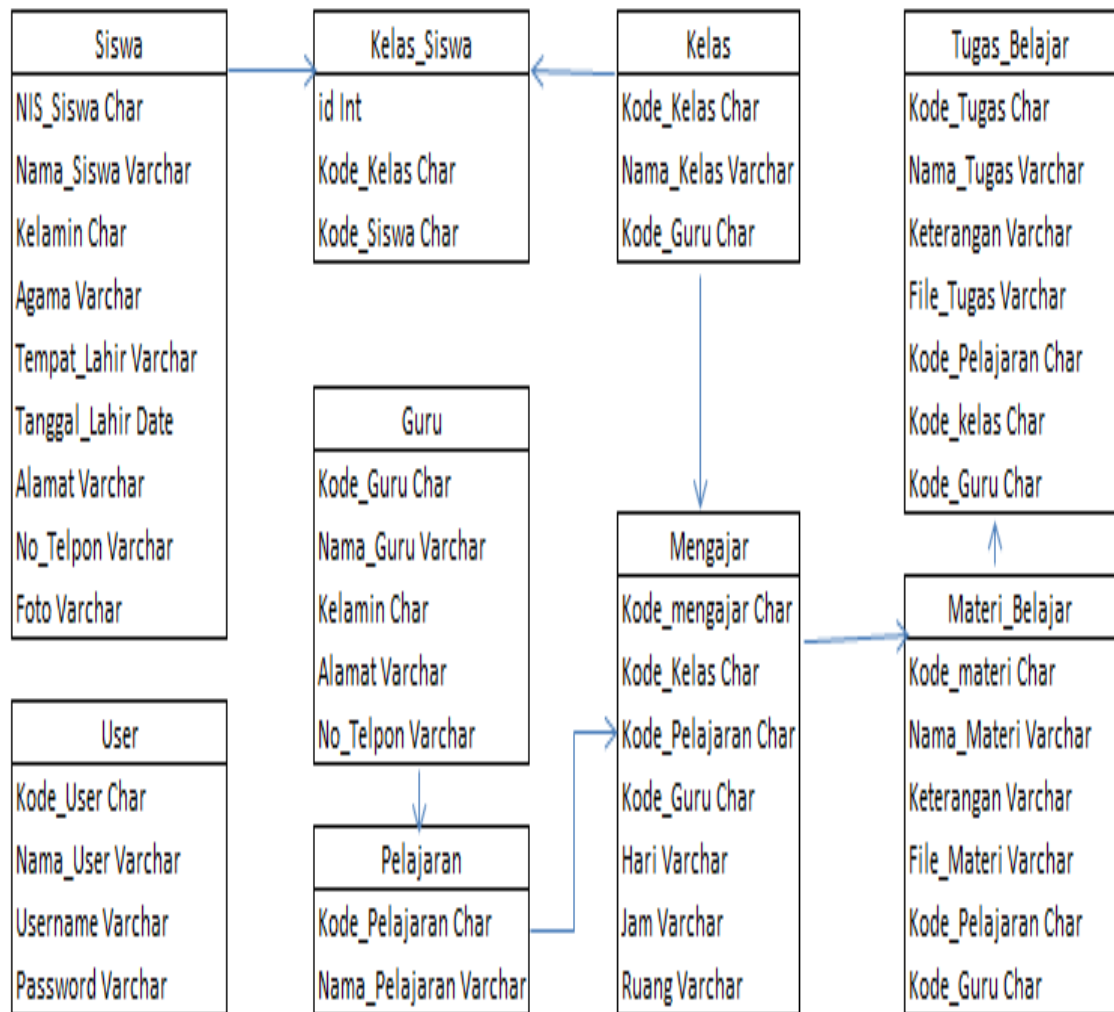 Siswa
NIS_Siswa Char
Nama_Siswa Varchar
Kelamin Char
Agama Varchar
Tempat_Lahir Varchar
Tanggal_Lahir Date
Alamat Varchar
No_Telpon Varchar
Foto Varchar
User
Kode_User Char
Nama_User Varchar
Username Varchar
Password Varchar
Kelas_Siswa
id Int
Kode_Kelas Char
Kode_Siswa Char
Guru
Kode_Guru Char
Nama_Guru Varchar
Kelamin Char
Alamat Varchar
No_Telpon Varchar
Pelajaran
Kode_Pelajaran Char
Nama_Pelajaran Varchar
Kelas
Kode_Kelas Char
Nama_Kelas Varchar
Kode_Guru Char
Mengajar
Kode_mengajar Char
Kode_Kelas Char
Kode_Pelajaran Char
Kode_Guru Char
Hari Varchar
Jam Varchar
Ruang Varchar
Tugas_Belajar
Kode_Tugas Char
Nama_Tugas Varchar
Keterangan Varchar
File_Tugas Varchar
Kode_Pelajaran Char
Kode_kelas Char
Kode_Guru Char
Materi_Belajar
Kode_materi Char
Nama_Materi Varchar
Keterangan Varchar
File_Materi Varchar
Kode_Pelajaran Char
Kode_Guru Char